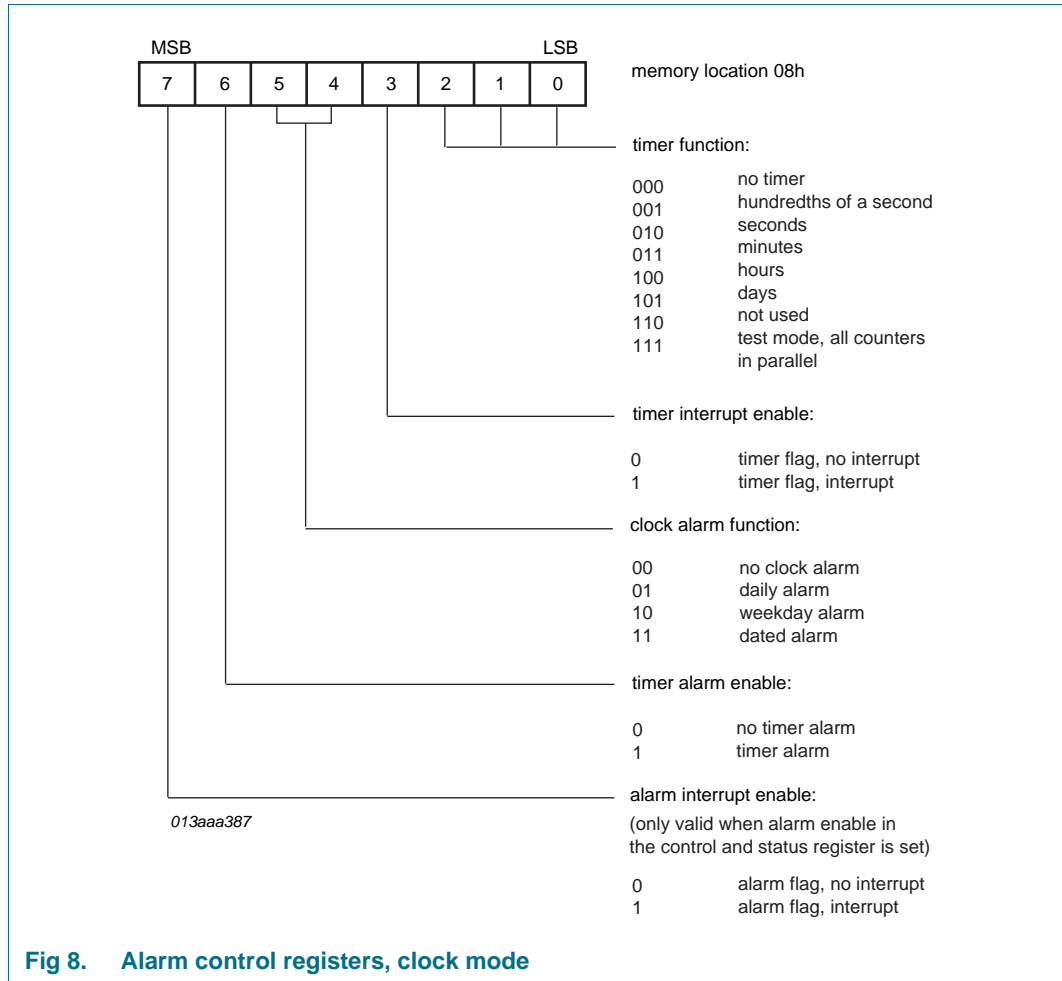 MSB LSB
7 6 5 4 3 2 1 0
memory location 08h
timer function:
000 no timer
001 hundredths of a second
010 seconds
011 minutes
100 hours
101 days
110 not used
111 test mode, all counters
in parallel
timer interrupt enable:
0 timer flag, no interrupt
1 timer flag, interrupt
clock alarm function:
00 no clock alarm
01 daily alarm
10 weekday alarm
11 dated alarm
timer alarm enable:
0 no timer alarm
1 timer alarm
alarm interrupt enable:
(only valid when alarm enable in
the control and status register is set)
0 alarm flag, no interrupt
1 alarm flag, interrupt
013aaa387
Fig 8. Alarm control registers, clock mode